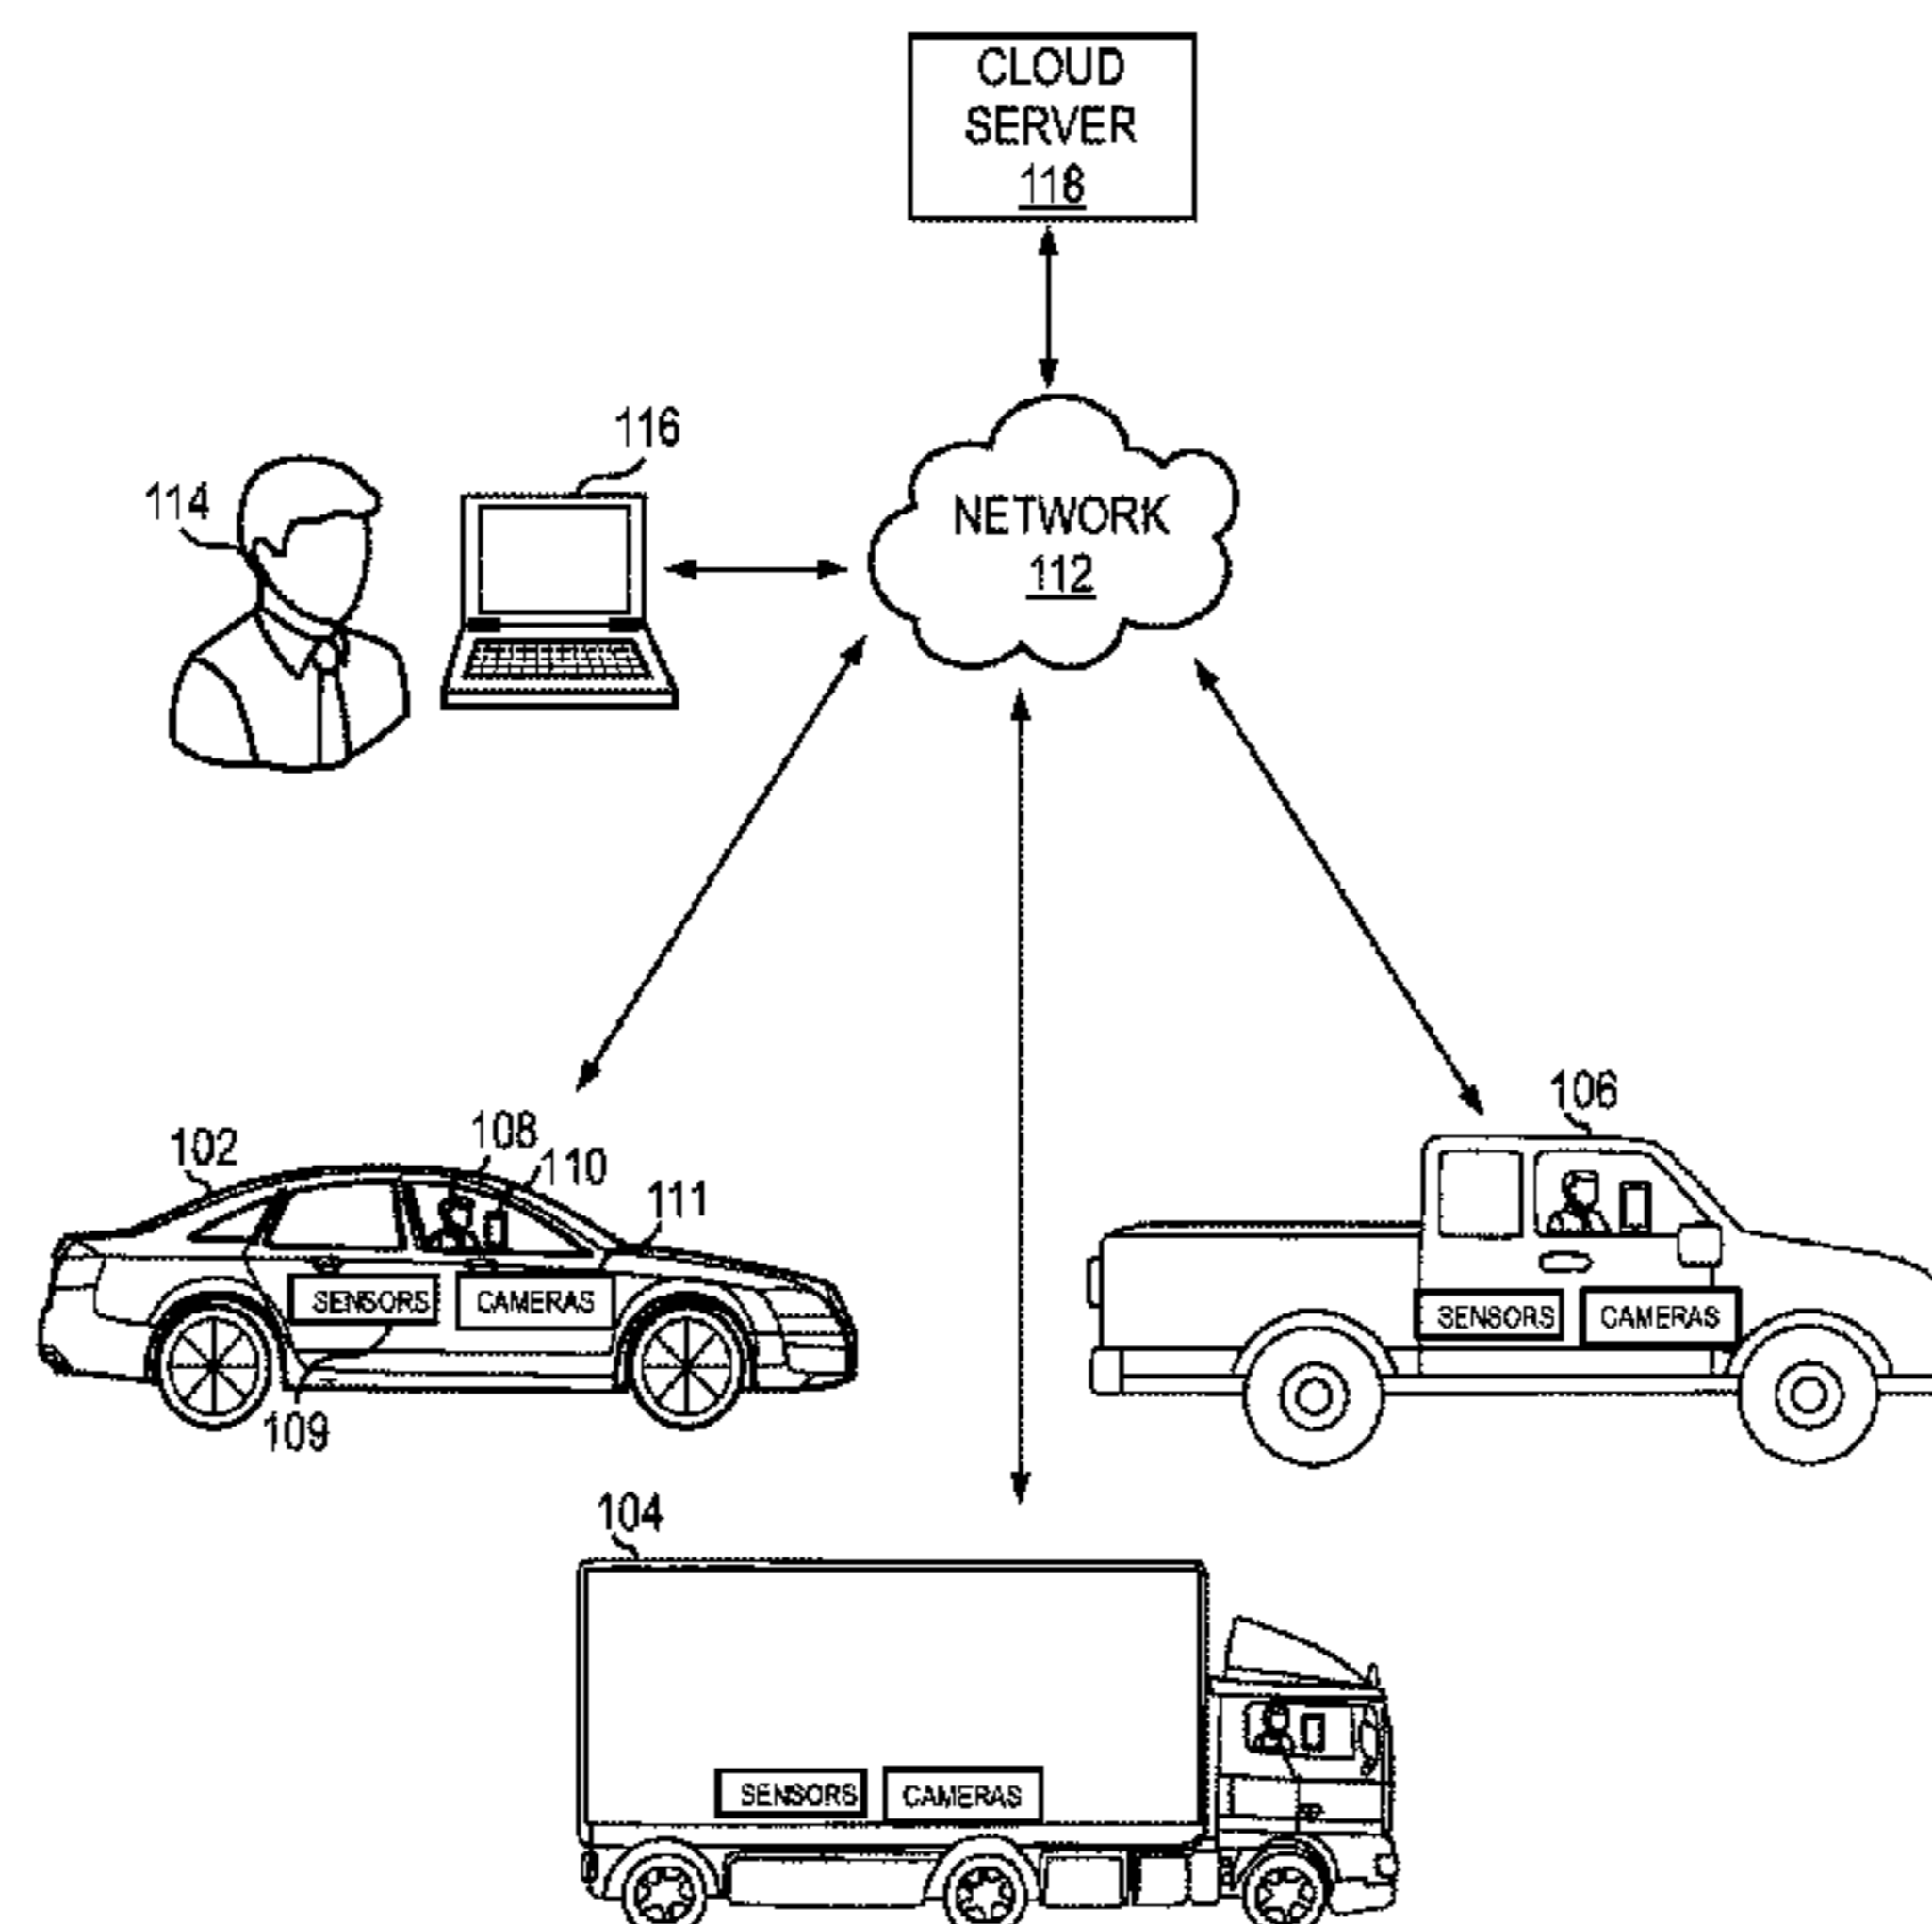 CLOUD
SERVER
118
116
114
NETWORK
112
106
108
102
110
111
SENSORS
CAMERAS
SENSORS
CAMERAS
109
104
SENSORS
CAMERAS